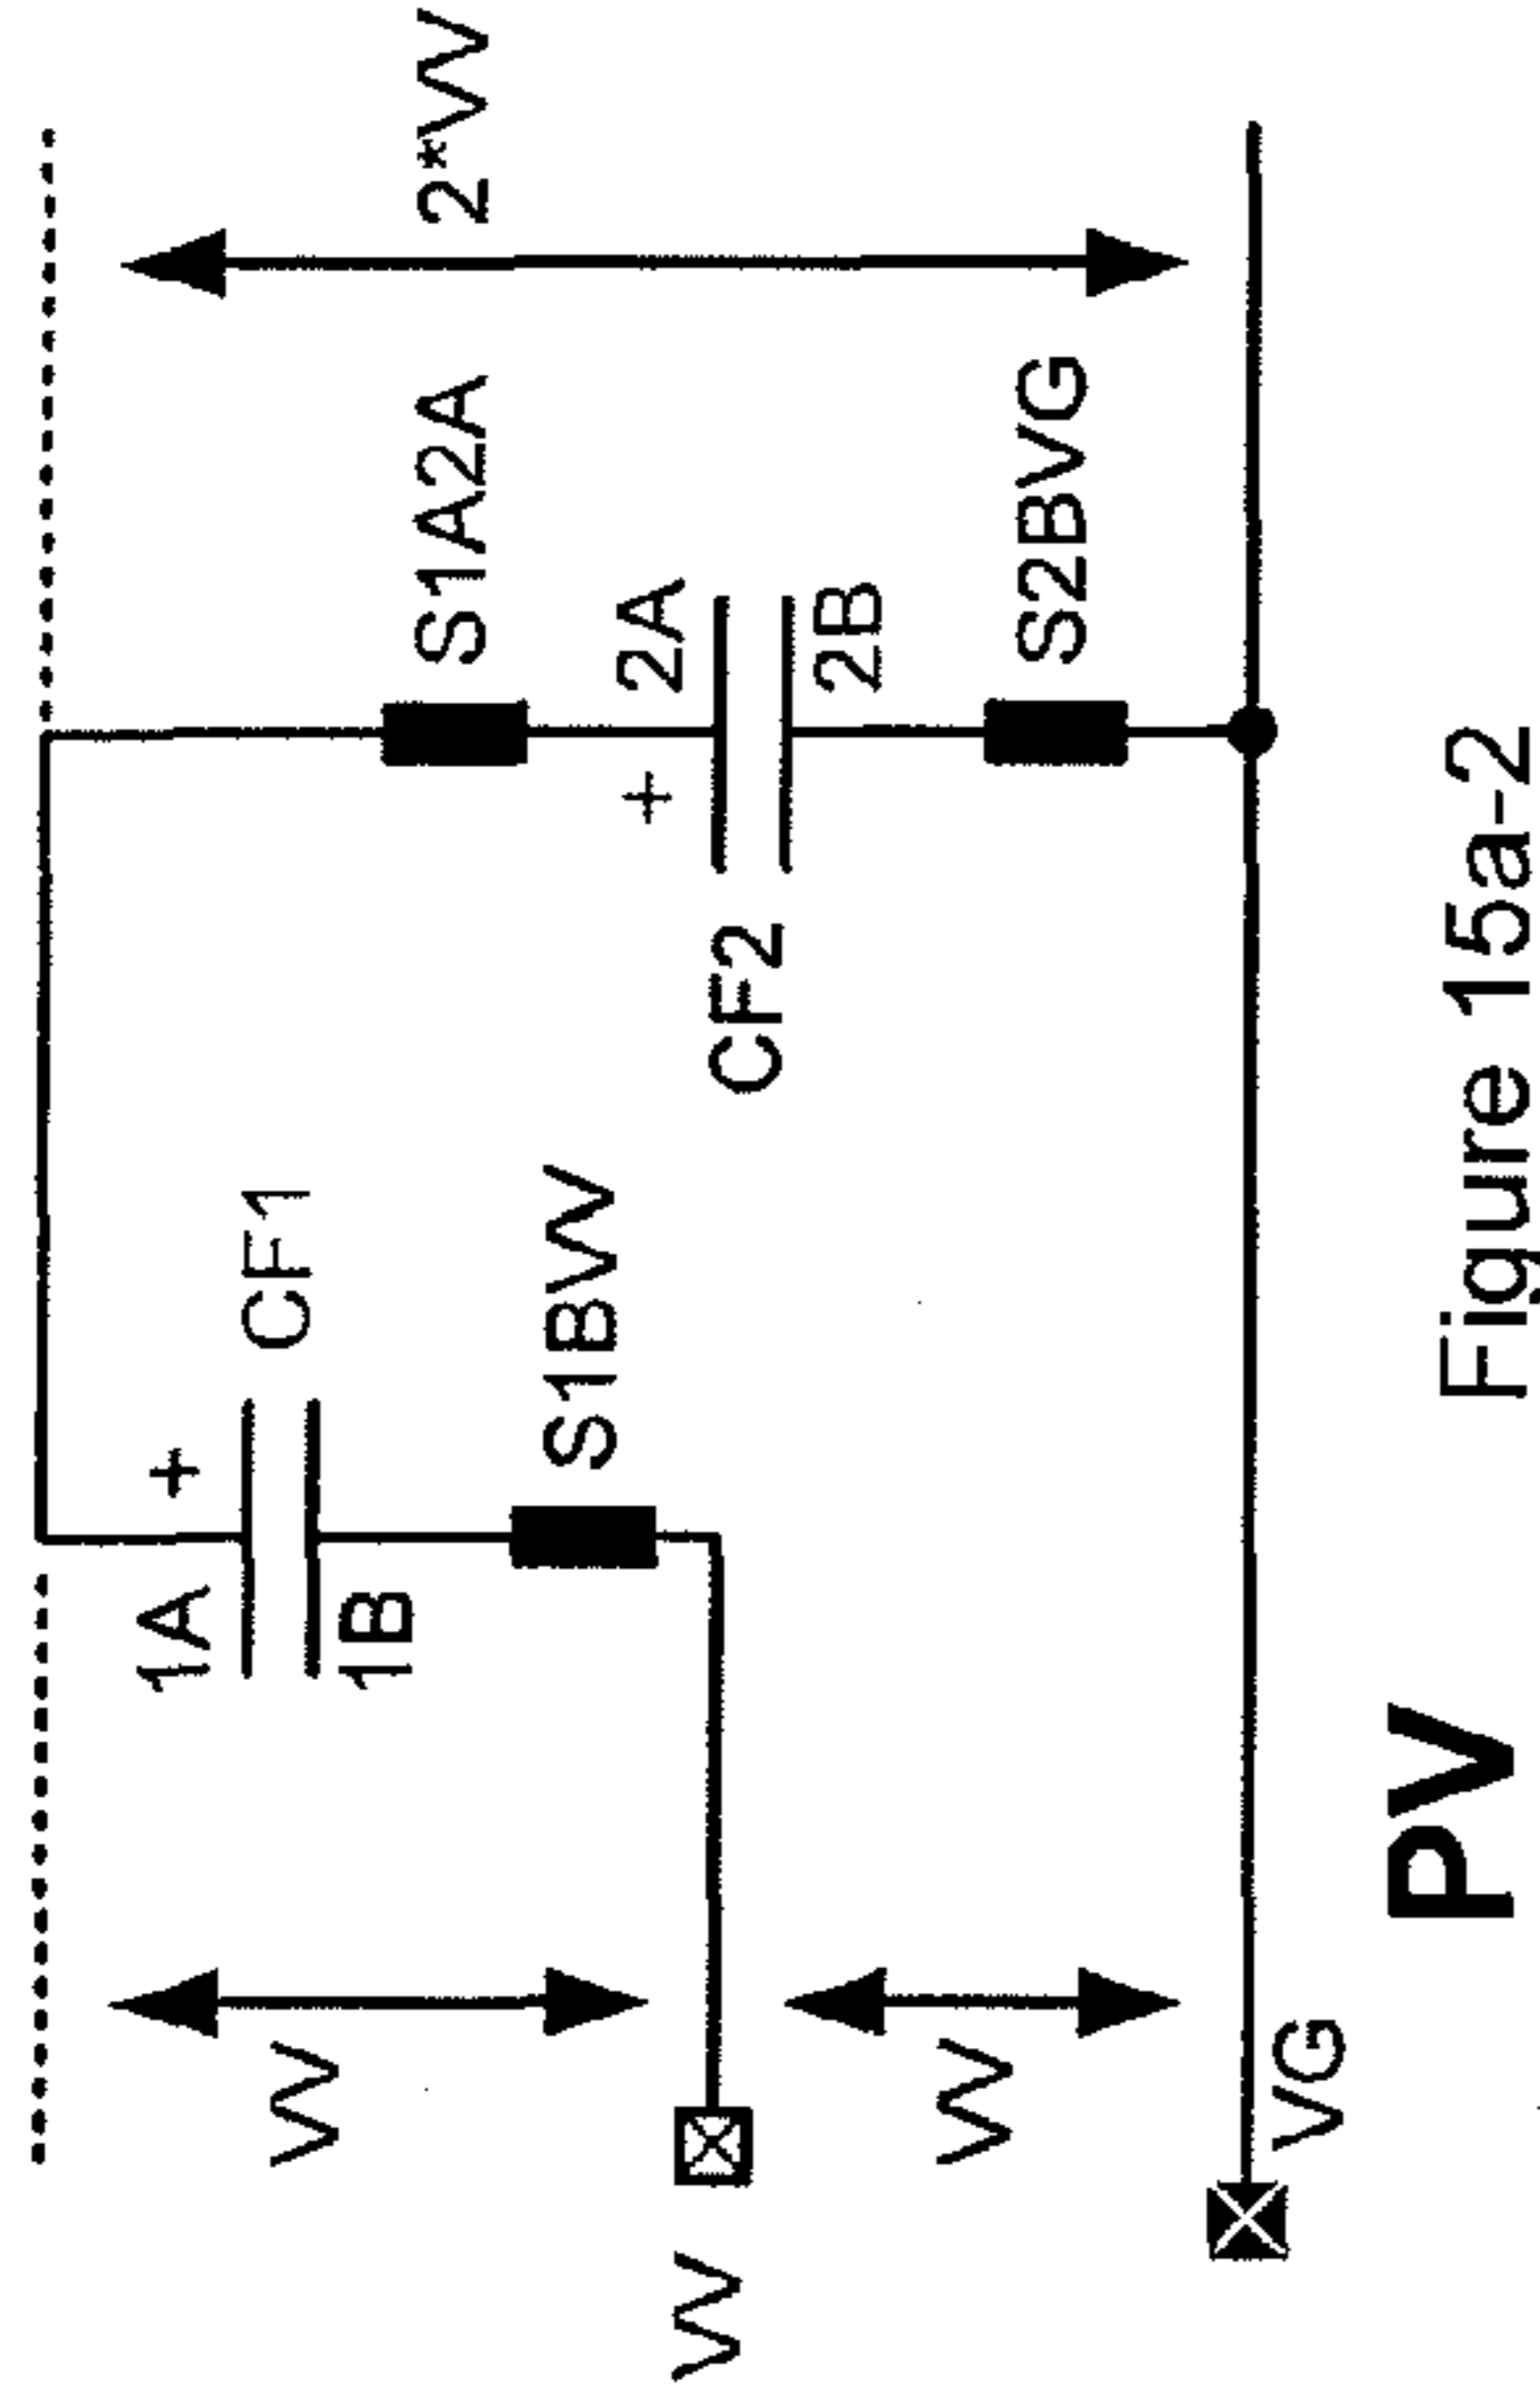 1A
+
VV
CF1
1B
S1A2A
2*VV
S1BVV
+
2A
VV
CF2
2B
VV
S2BVG
VG
PV
Figure 15a-2